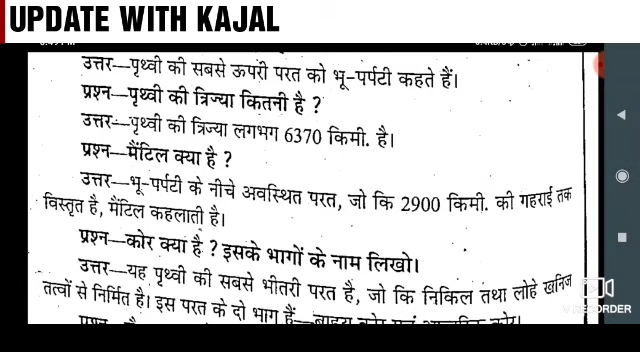 UPDATE WITH KAJAL
उत्तर—पृथ्वी की सबसे ऊपरी परत को भू-पर्पटी कहते हैं।
प्रश्न—पृथ्वी की त्रिज्या कितनी है ?
उत्तर—पृथ्वी की त्रिज्या लगभग 6370 किमी. है।
प्रश्न—मैंटिल क्या है ?
उत्तर—भू-पर्पटी के नीचे अवस्थित परत, जो कि 2900 किमी. की गहराई तक
विस्तृत है, मैंटिल कहलाती है।
प्रश्न—कोर क्या है ? इसके भागों के नाम लिखो।
उत्तर—यह पृथ्वी की सबसे भीतरी परत है, जो कि निकिल तथा लोहे खनिज
तत्वों से निर्मित है। इस परत के दो भाग हैं—
RECORDER